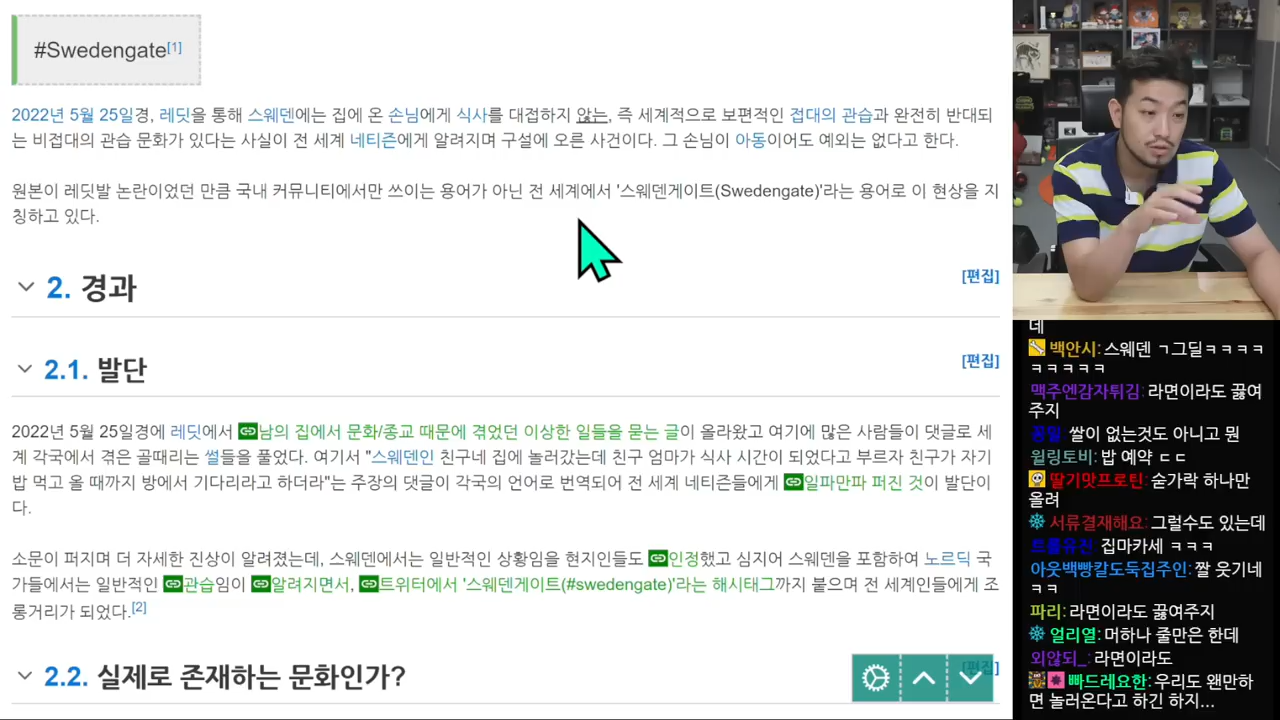 #Swedengate[1]
2022년 5월 25일경, 레딧을 통해 스웨덴에는 집에 온 손님에게 식사를 대접하지 않는, 즉 세계적으로 보편적인 접대의 관습과 완전히 반대되
는 비접대의 관습 문화가 있다는 사실이 전 세계 네티즌에게 알려지며 구설에 오른 사건이다. 그 손님이 아동이어도 예외는 없다고 한다.
원본이 레딧발 논란이었던 만큼 국내 커뮤니티에서만 쓰이는 용어가 아닌 전 세계에서 '스웨덴게이트(Swedengate)'라는 용어로 이 현상을 지
칭하고 있다.
2. 경과
[편집]
2.1. 발단
[편집]
2022년 5월 25일경에 레딧에서 남의 집에서 문화/종교 때문에 겪었던 이상한 일들을 묻는 글이 올라왔고 여기에 많은 사람들이 댓글로 세
계 각국에서 겪은 골때리는 썰들을 풀었다. 여기서 "스웨덴인 친구네 집에 놀러갔는데 친구 엄마가 식사 시간이 되었다고 부르자 친구가 자기
밥 먹고 올 때까지 방에서 기다리라고 하더라"는 주장의 댓글이 각국의 언어로 번역되어 전 세계 네티즌들에게 일파만파 퍼진 것이 발단이
다.
소문이 퍼지며 더 자세한 진상이 알려졌는데, 스웨덴에서는 일반적인 상황임을 현지인들도 인정했고 심지어 스웨덴을 포함하여 노르딕 국
가들에서는 일반적인 관습임이 알려지면서, 트위터에서 '스웨덴게이트(#swedengate)'라는 해시태그까지 붙으며 전 세계인들에게 조
롱거리가 되었다.[2]
2.2. 실제로 존재하는 문화인가?
[편집]
데
백안시: 스웨덴 ㄱ그딜ㅋㅋㅋㅋ
ㅋㅋㅋㅋㅋ
맥주엔감자튀김: 라면이라도 끓여
주지
쌀이 없는것도 아니고 뭔
윌링토비: 밥 예약 ㄷㄷ
딸기맛프로틴: 숟가락 하나만
올려
서류결재해요: 그럴수도 있는데
트롤유진: 집마카세 ㅋㅋㅋ
아웃백빵칼도둑집주인: 짤 웃기네
ㅋㅋ
파리: 라면이라도 끓여주지
얼리열: 머하나 줄만은 한데
외않되_: 라면이라도
빠드레요한: 우리도 왠만하
면 놀러온다고 하긴 하지...